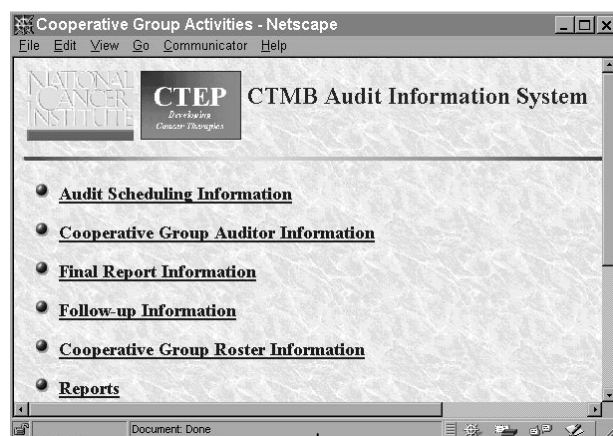 Cooperative Group Activities - Netscape
File Edit View Go Communicator Help
NATIONAL
CANCER
INSTITUTE
CTEP
Developing
Cancer Therapies
CTMB Audit Information System
Audit Scheduling Information
Cooperative Group Auditor Information
Final Report Information
Follow-up Information
Cooperative Group Roster Information
Reports
Document: Done